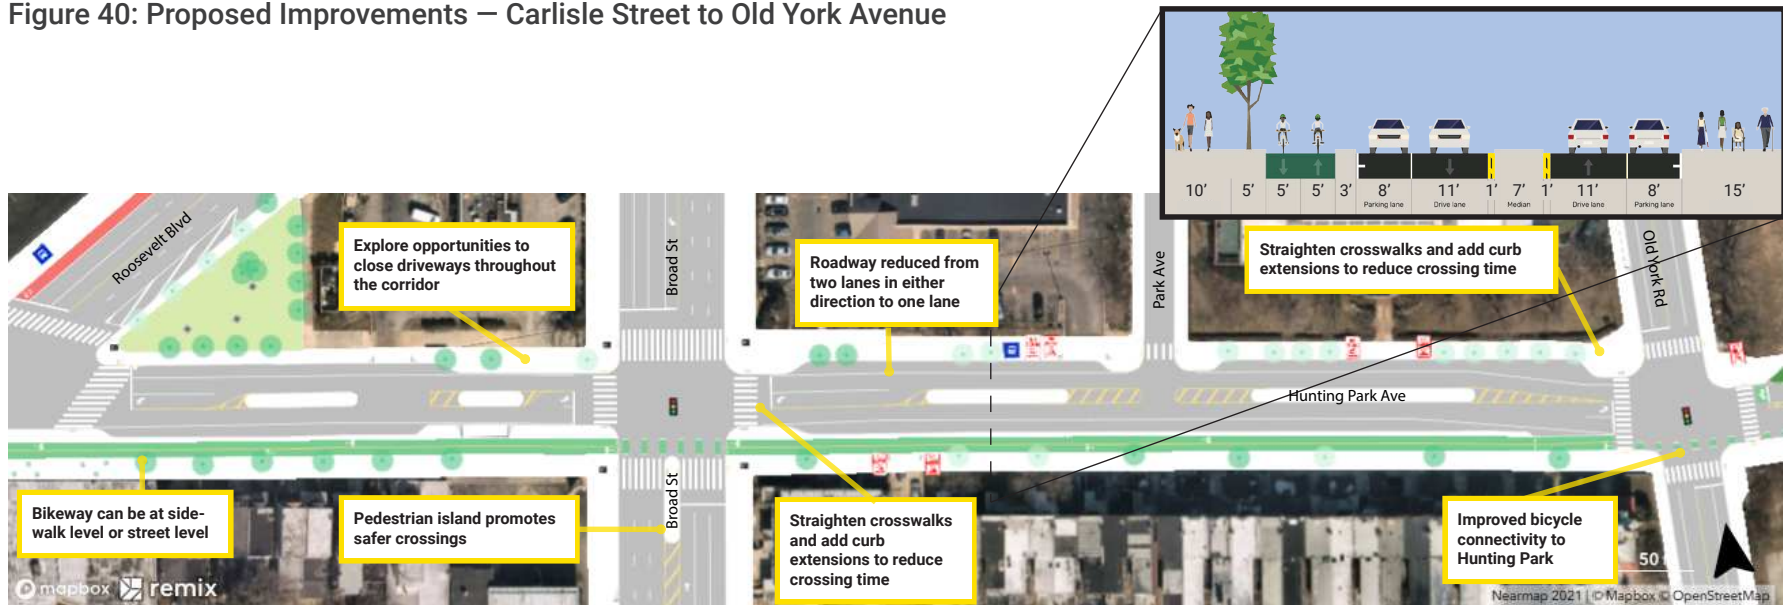 Figure 40: Proposed Improvements — Carlisle Street to Old York Avenue
10’ 5’ 5’ 5’ 3’ 8’ 11’ 1’ 7’ 1’ 11’ 8’ 15’
Parking lane Drive lane Median Drive lane Parking lane
Roosevelt Blvd
Explore opportunities to
close driveways throughout
the corridor
Broad St
Roadway reduced from
two lanes in either
direction to one lane
Park Ave
Straighten crosswalks and add curb
extensions to reduce crossing time
Old York Rd
Hunting Park Ave
Bikeway can be at side-
walk level or street level
Pedestrian island promotes
safer crossings
Broad St
Straighten crosswalks
and add curb
extensions to reduce
crossing time
Improved bicycle
connectivity to
Hunting Park
50
mapbox remix
Nearmap 2021 | © Mapbox © OpenStreetMap